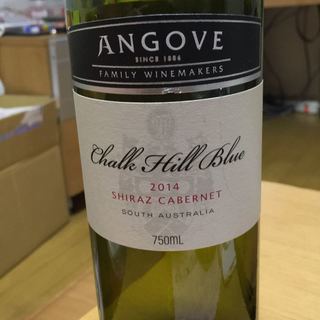 ANGOVE
SINCE 1886
FAMILY WINEMAKERS
Chalk Hill Blue
2014
SHIRAZ CABERNET
SOUTH AUSTRALIA
750ML